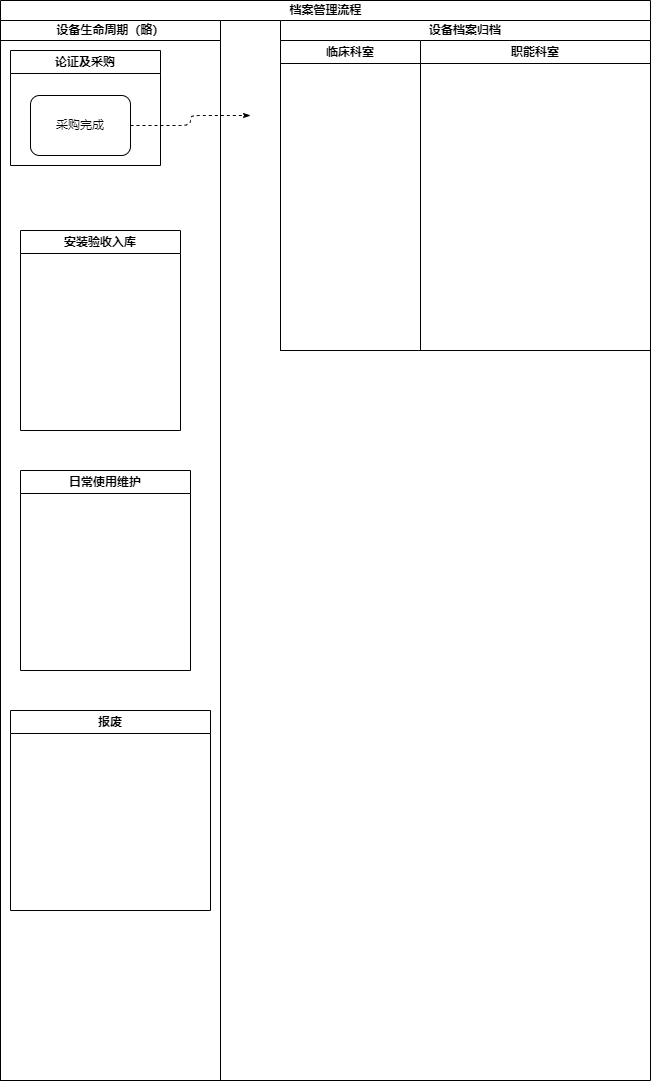 档案管理流程
设备生命周期（略）
设备档案归档
论证及采购
临床科室
职能科室
采购完成
安装验收入库
日常使用维护
报废